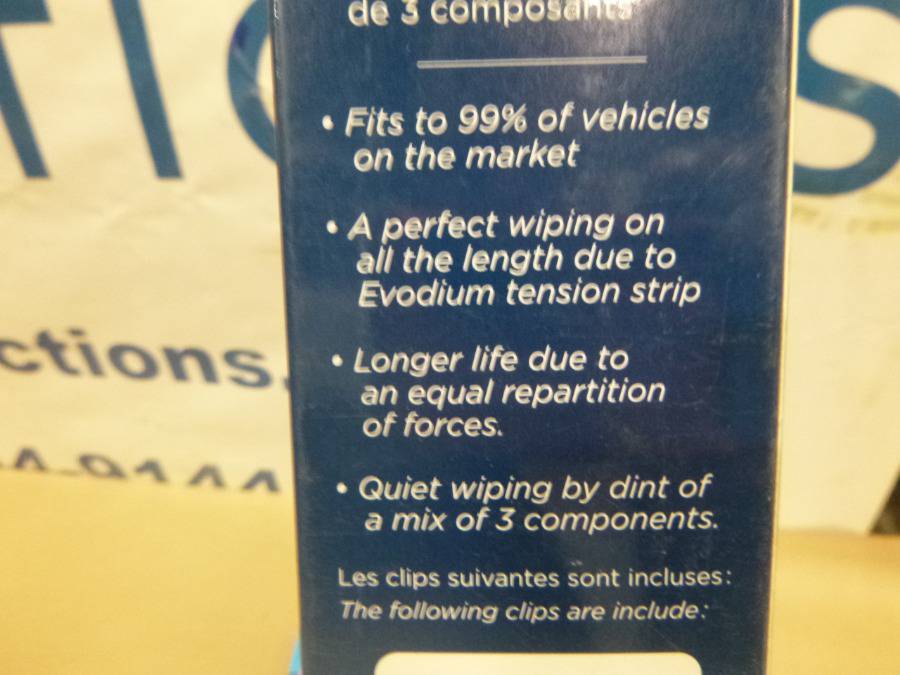 de 3 composants
• Fits to 99% of vehicles
on the market
• A perfect wiping on
all the length due to
Evodium tension strip
• Longer life due to
an equal repartition
of forces.
• Quiet wiping by dint of
a mix of 3 components.
Les clips suivantes sont incluses:
The following clips are include:
ctions,